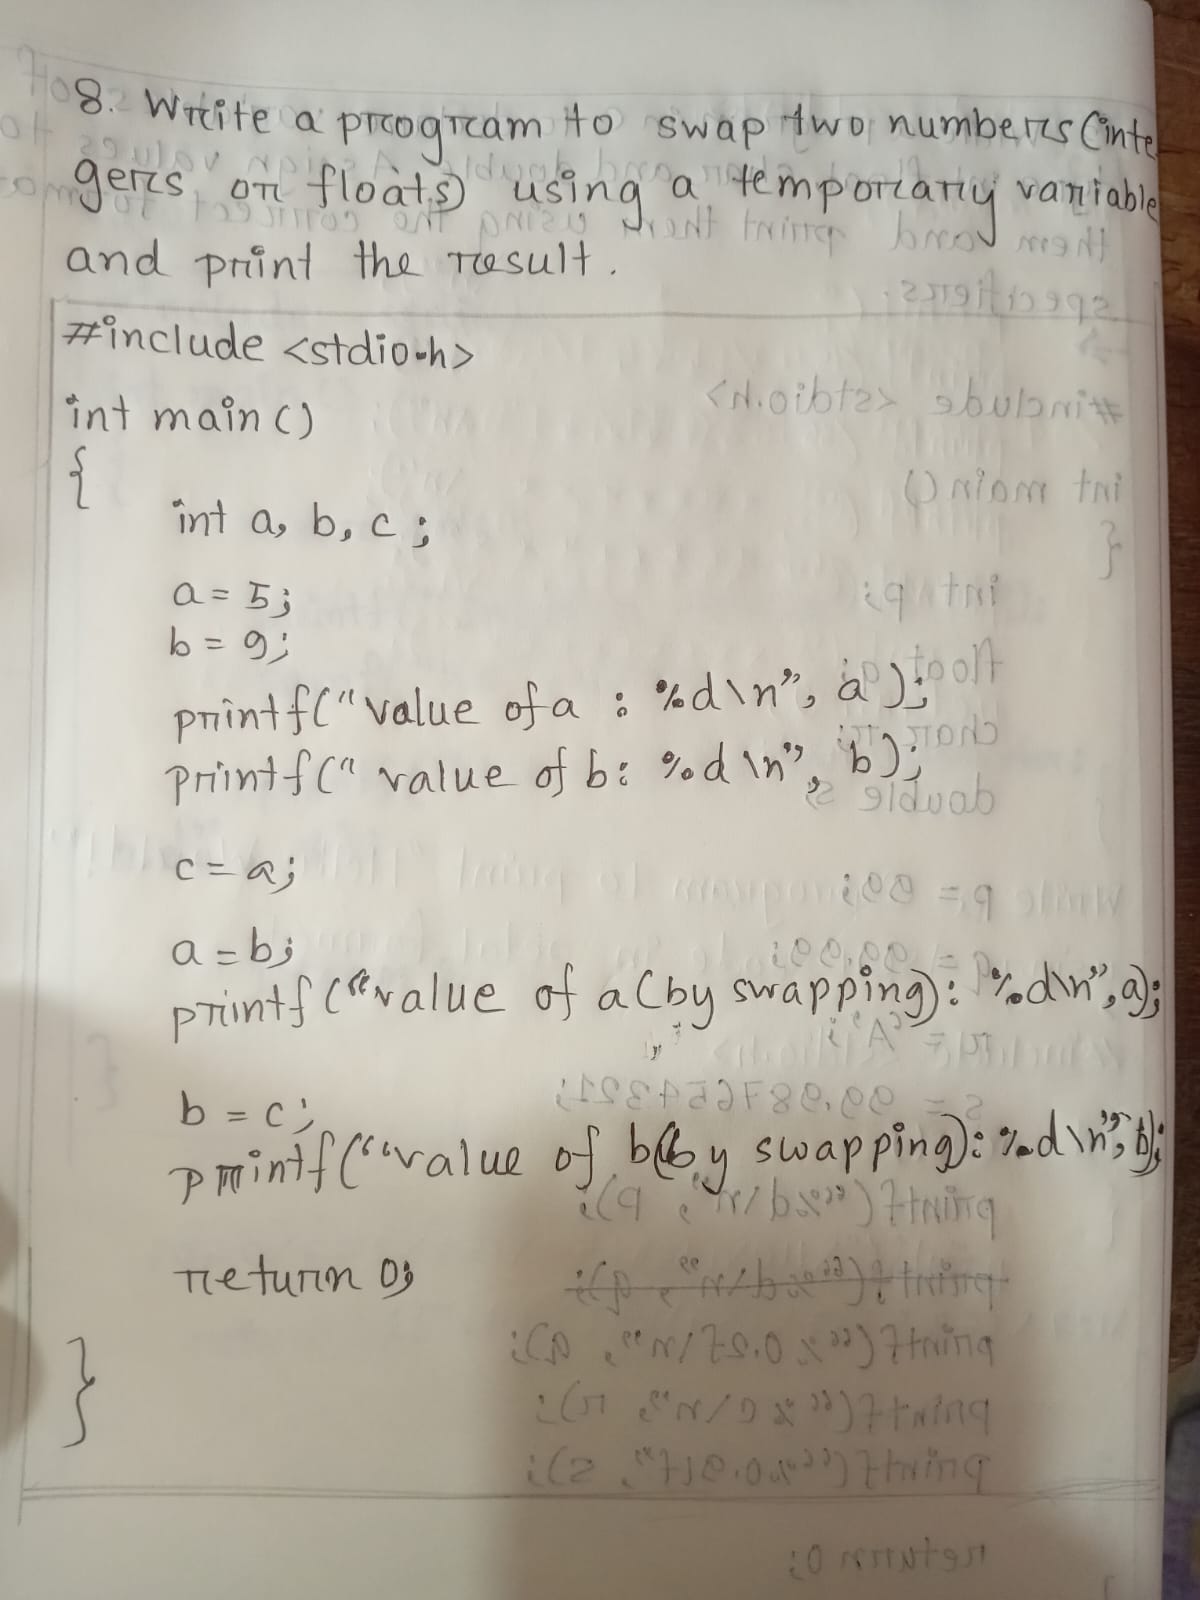 8. Write a program to swap two numbers (inte
gers or floats) using a temporary variable
and print the result.
#include <stdio.h>
int main()
{
int a, b, c ;
a = 5;
b = 9;
printf("value of a : %d\n", a);
printf(" value of b: %d\n", b);
c = a;
a = b;
printf("value of a(by swapping): %d\n", a);
b = c;
printf("value of b(by swapping): %d\n", b);
return 0;
}